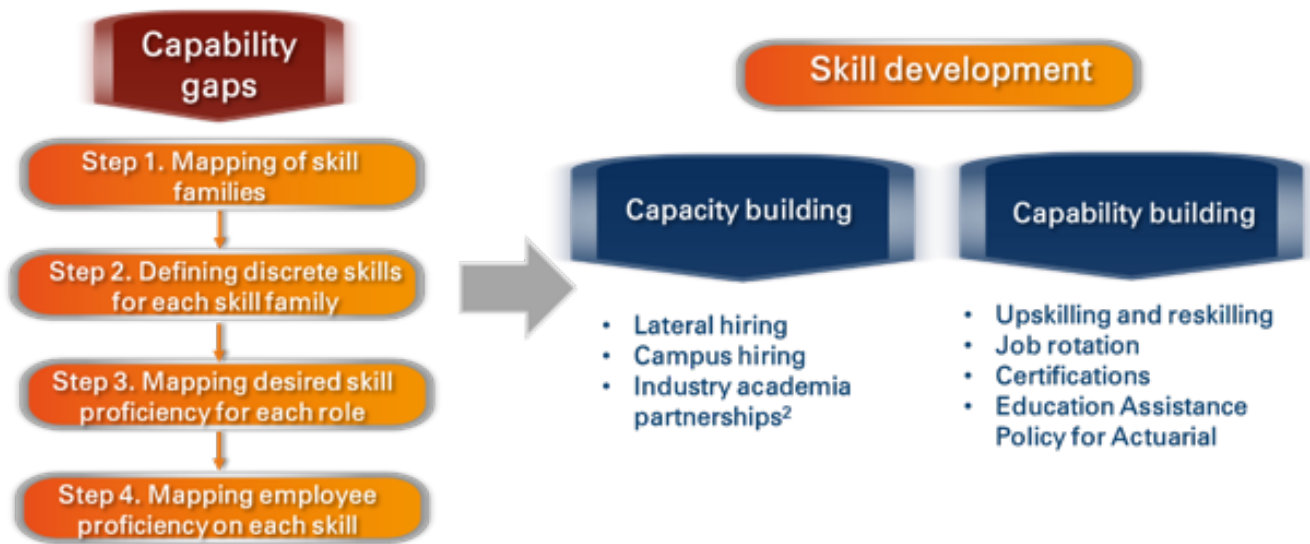 Capability
gaps
Step 1. Mapping of skill
families
Step 2. Defining discrete skills
for each skill family
Step 3. Mapping desired skill
proficiency for each role
Step 4. Mapping employee
proficiency on each skill
Skill development
Capacity building
• Lateral hiring
• Campus hiring
• Industry academia
partnerships²
Capability building
• Upskilling and reskilling
• Job rotation
• Certifications
• Education Assistance
Policy for Actuarial